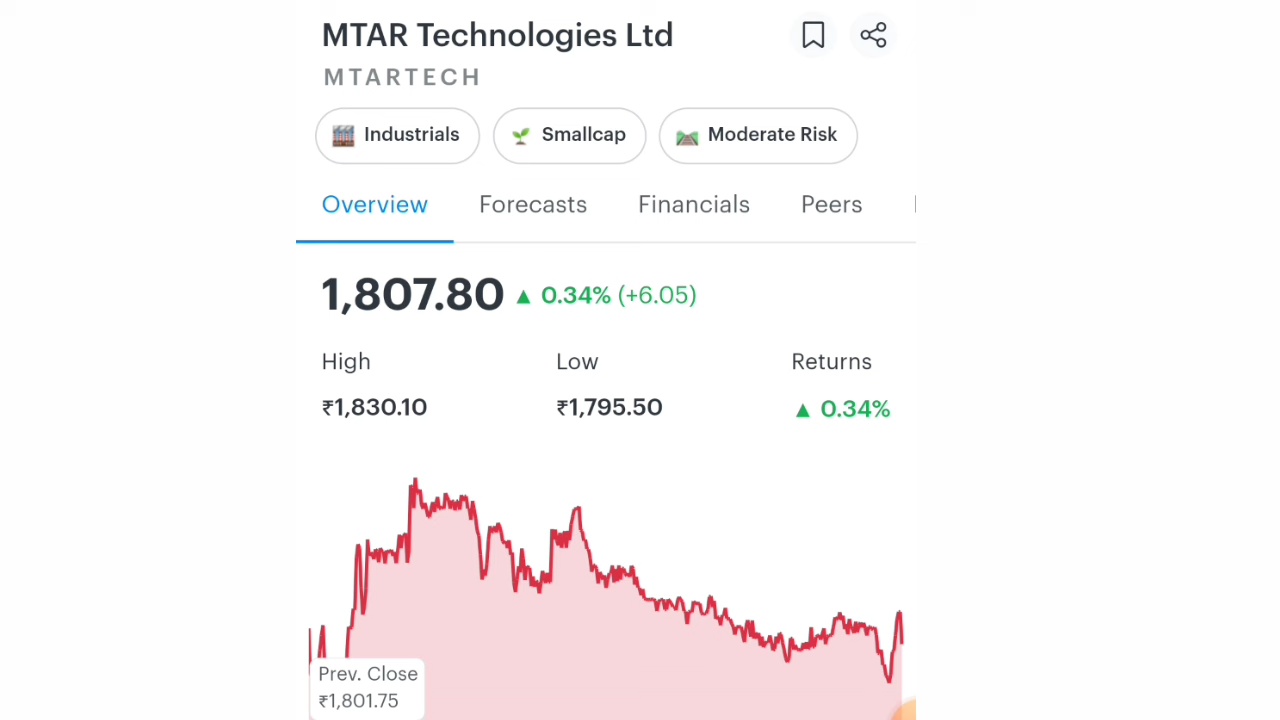 MTAR Technologies Ltd
MTARTECH
Industrials Smallcap Moderate Risk
Overview Forecasts Financials Peers
1,807.80 ▲ 0.34% (+6.05)
High Low Returns
₹1,830.10 ₹1,795.50 ▲ 0.34%
Prev. Close
₹1,801.75